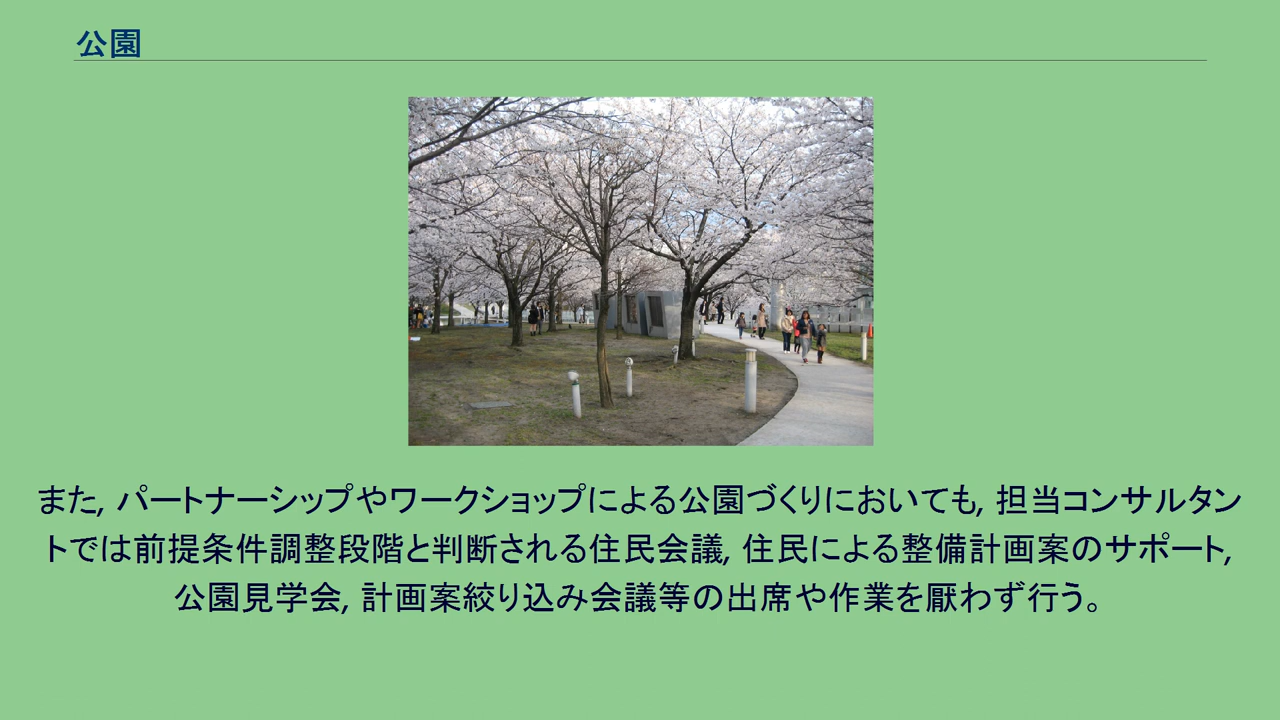 公園
また, パートナーシップやワークショップによる公園づくりにおいても, 担当コンサルタン
トでは前提条件調整段階と判断される住民会議, 住民による整備計画案のサポート,
公園見学会, 計画案絞り込み会議等の出席や作業を厭わず行う。